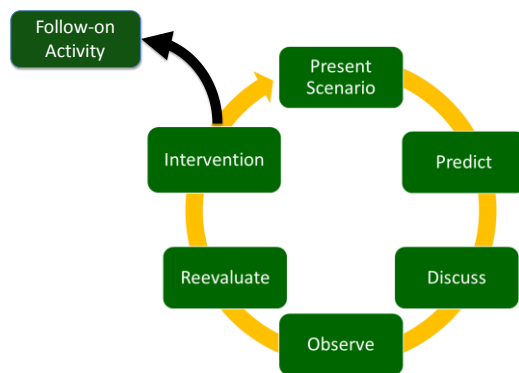 Follow-on
Activity
Present
Scenario
Predict
Discuss
Observe
Reevaluate
Intervention